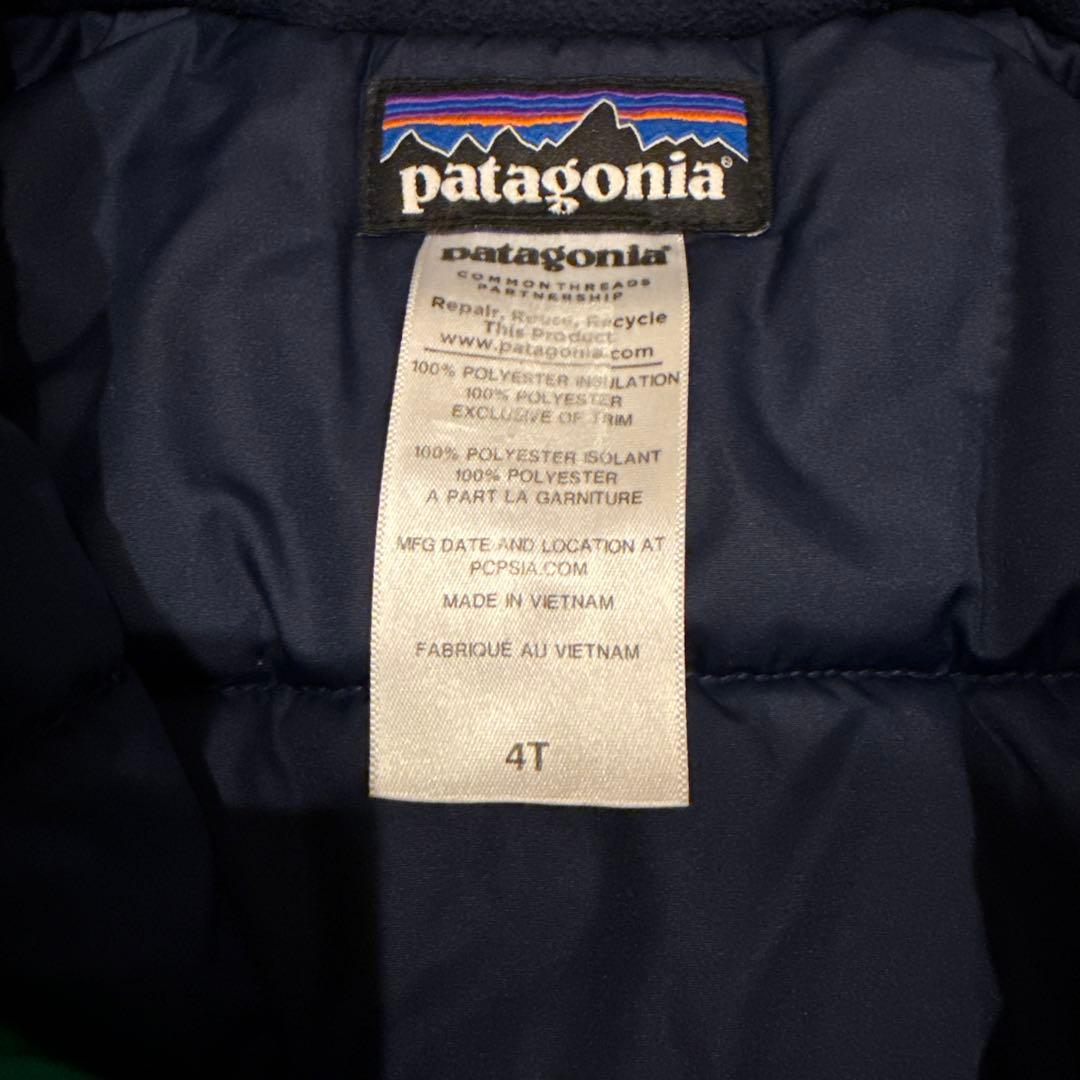 patagonia®
patagonia®
COMMON THREADS
PARTNERSHIP
Repair, Reuse, Recycle
This Product
www.patagonia.com
100% POLYESTER INSULATION
100% POLYESTER
EXCLUSIVE OF TRIM
100% POLYESTER ISOLANT
100% POLYESTER
A PART LA GARNITURE
MFG DATE AND LOCATION AT
PCPSIA.COM
MADE IN VIETNAM
FABRIQUÉ AU VIETNAM
4T